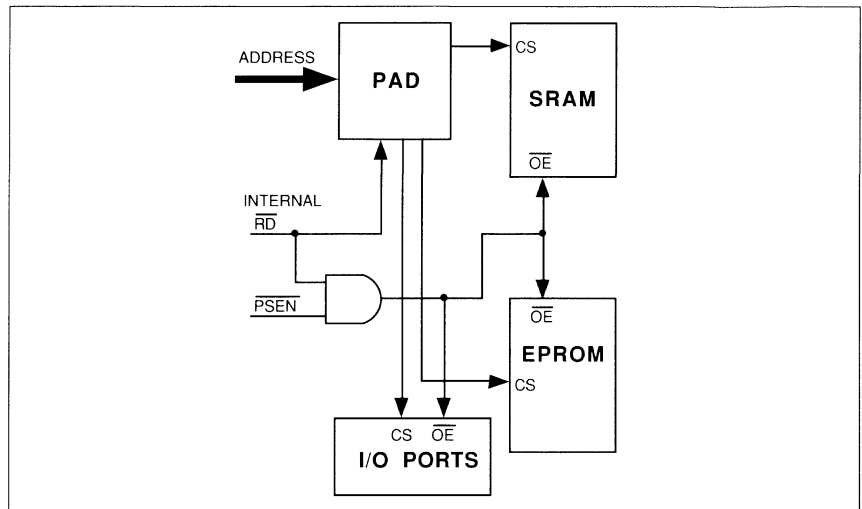 ADDRESS
PAD
CS
SRAM
OE
INTERNAL
RD
PSEN
OE
EPROM
CS
CS OE
I/O PORTS